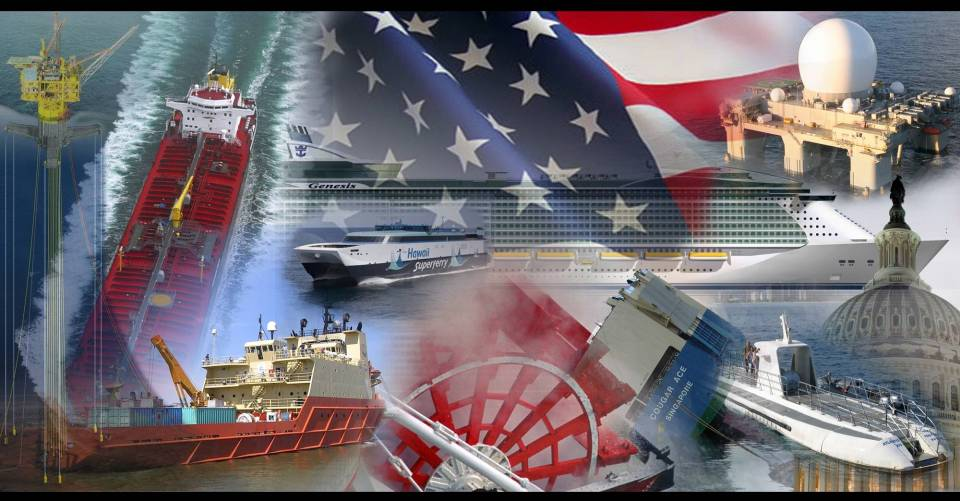 Genesis
Hawaii
Superferry
COUGAR ACE
SINGAPORE